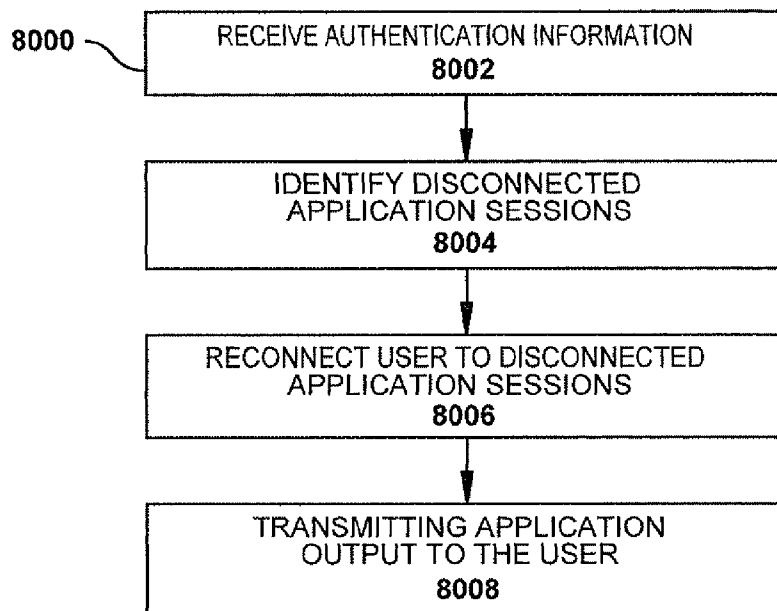 8000
RECEIVE AUTHENTICATION INFORMATION
8002
IDENTIFY DISCONNECTED
APPLICATION SESSIONS
8004
RECONNECT USER TO DISCONNECTED
APPLICATION SESSIONS
8006
TRANSMITTING APPLICATION
OUTPUT TO THE USER
8008